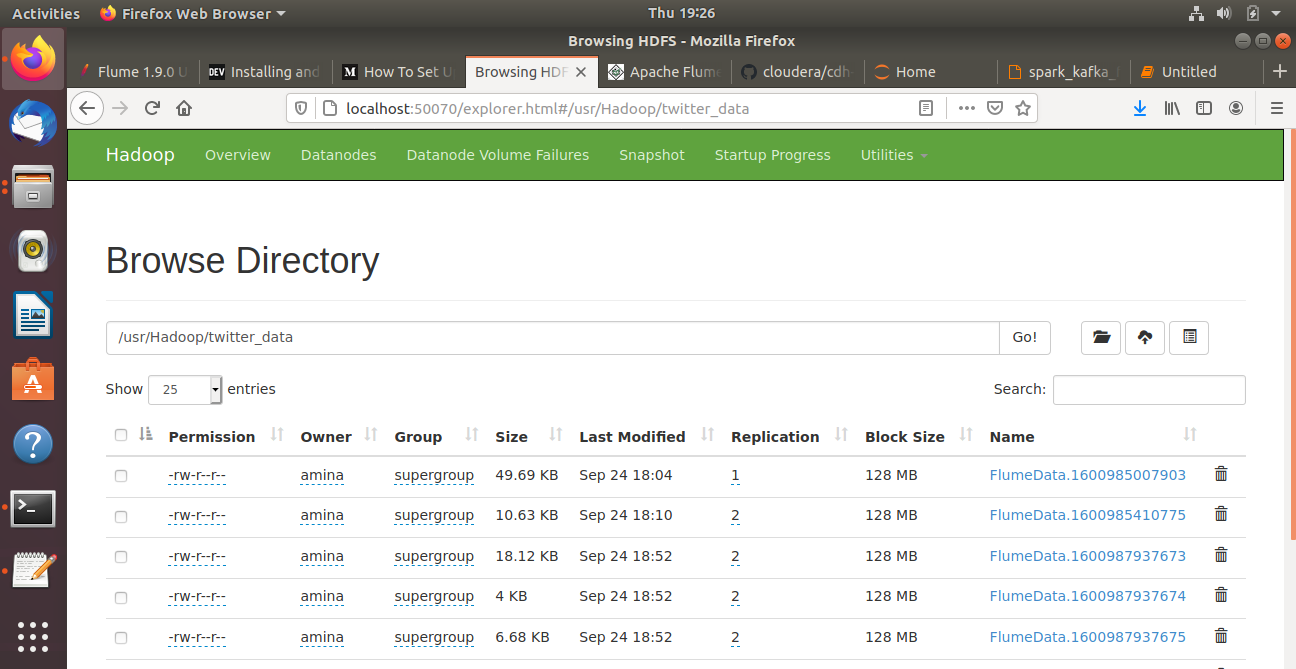 Activities Firefox Web Browser Thu 19:26
Browsing HDFS - Mozilla Firefox
Flume 1.9.0 U DEV Installing and M How To Set U Browsing HDF Apache Flume cloudera/cdh Home spark_kafka_ Untitled
localhost:50070/explorer.html#/usr/Hadoop/twitter_data
Hadoop Overview Datanodes Datanode Volume Failures Snapshot Startup Progress Utilities
Browse Directory
/usr/Hadoop/twitter_data Go!
Show 25 entries Search:
Permission Owner Group Size Last Modified Replication Block Size Name
-rw-r--r-- amina supergroup 49.69 KB Sep 24 18:04 1 128 MB FlumeData.1600985007903
-rw-r--r-- amina supergroup 10.63 KB Sep 24 18:10 2 128 MB FlumeData.1600985410775
-rw-r--r-- amina supergroup 18.12 KB Sep 24 18:52 2 128 MB FlumeData.1600987937673
-rw-r--r-- amina supergroup 4 KB Sep 24 18:52 2 128 MB FlumeData.1600987937674
-rw-r--r-- amina supergroup 6.68 KB Sep 24 18:52 2 128 MB FlumeData.1600987937675